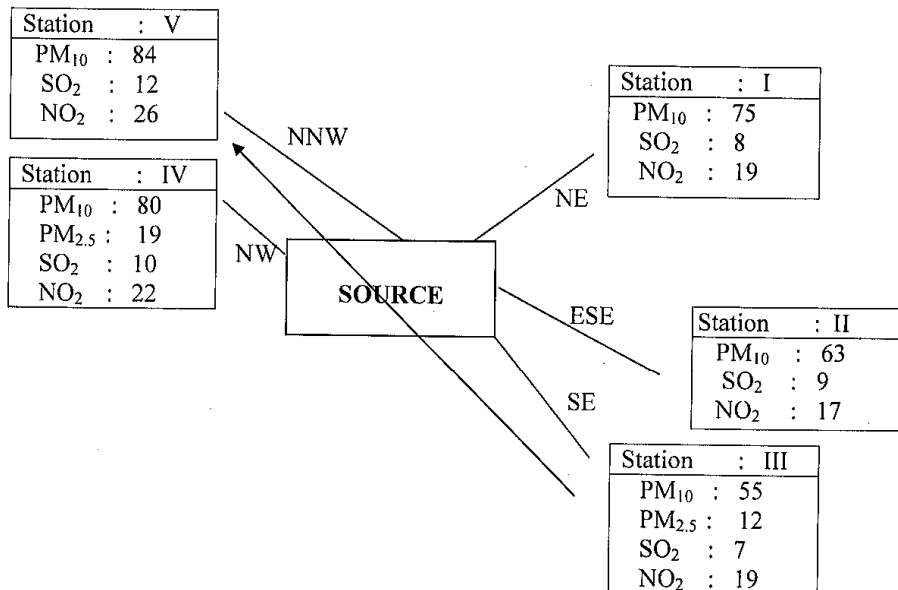 Station : V
PM10 : 84
SO2 : 12
NO2 : 26
Station : I
PM10 : 75
SO2 : 8
NO2 : 19
NNW
NE
Station : IV
PM10 : 80
PM2.5 : 19
SO2 : 10
NO2 : 22
NW
SOURCE
ESE
Station : II
PM10 : 63
SO2 : 9
NO2 : 17
SE
Station : III
PM10 : 55
PM2.5 : 12
SO2 : 7
NO2 : 19